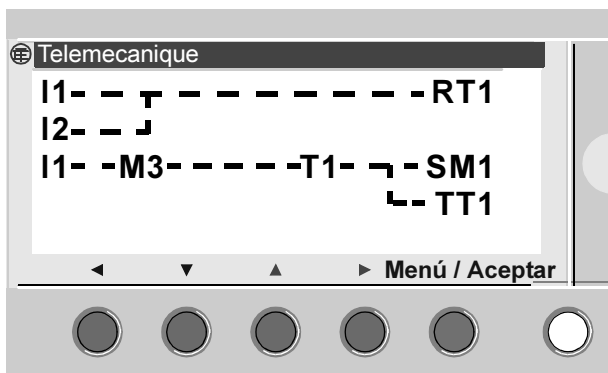 Telemecanique
I1 RT1
I2
I1 M3 T1 SM1
TT1
Menú / Aceptar